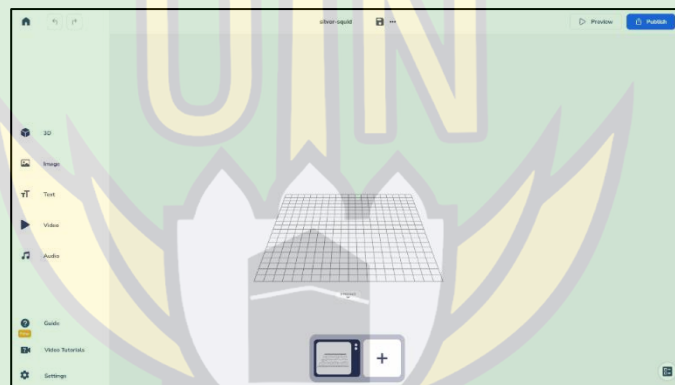 UIN
silver-squid
Preview
Publish
3D
Image
Text
Video
Audio
Guide
Video Tutorials
Settings